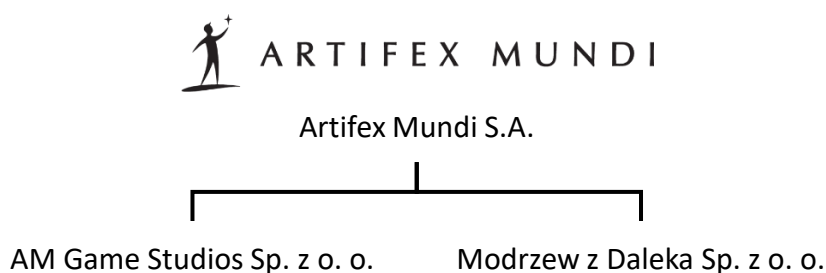 ARTIFEX MUNDI
Artifex Mundi S.A.
AM Game Studios Sp. z o. o. Modrzew z Daleka Sp. z o. o.